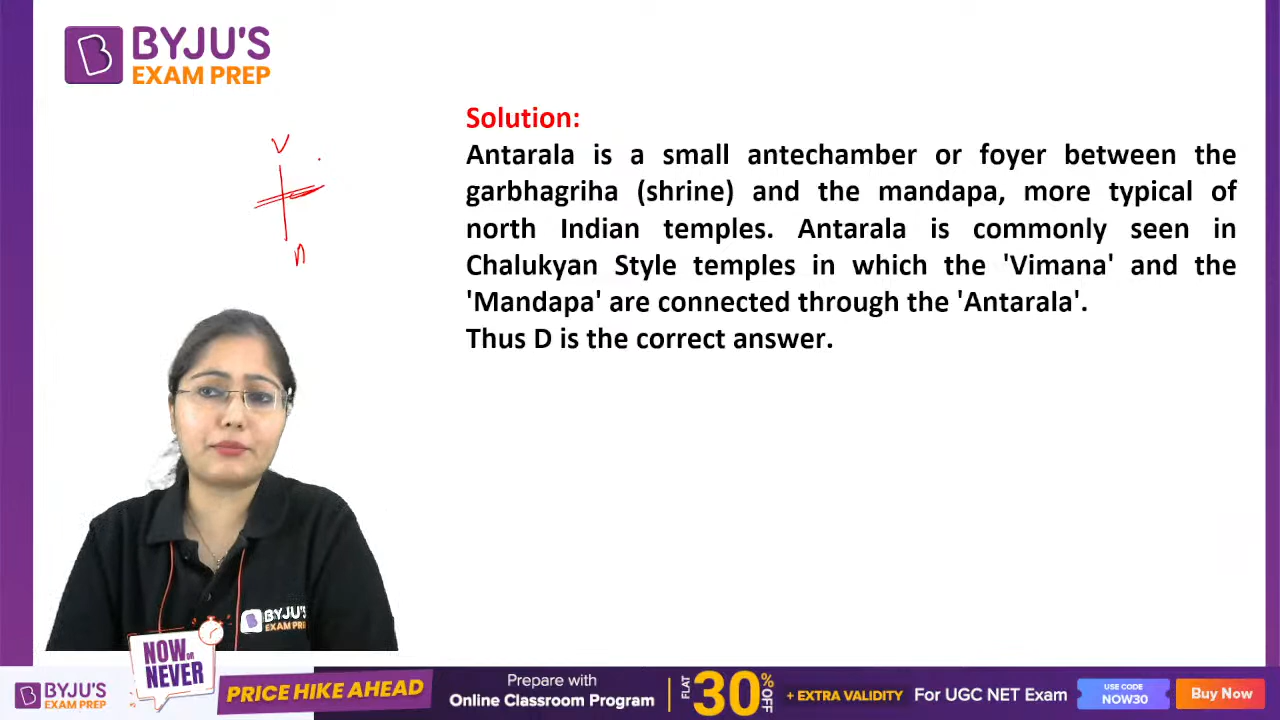 BYJU'S
EXAM PREP
Solution:
Antarala is a small antechamber or foyer between the
garbhagriha (shrine) and the mandapa, more typical of
north Indian temples. Antarala is commonly seen in
Chalukyan Style temples in which the 'Vimana' and the
'Mandapa' are connected through the 'Antarala'.
Thus D is the correct answer.
V
n
BYJU'S
EXAM PREP
NOW OR
NEVER
BYJU'S
EXAM PREP
PRICE HIKE AHEAD
Prepare with
Online Classroom Program
FLAT 30% OFF
+ EXTRA VALIDITY
For UGC NET Exam
USE CODE
NOW30
Buy Now